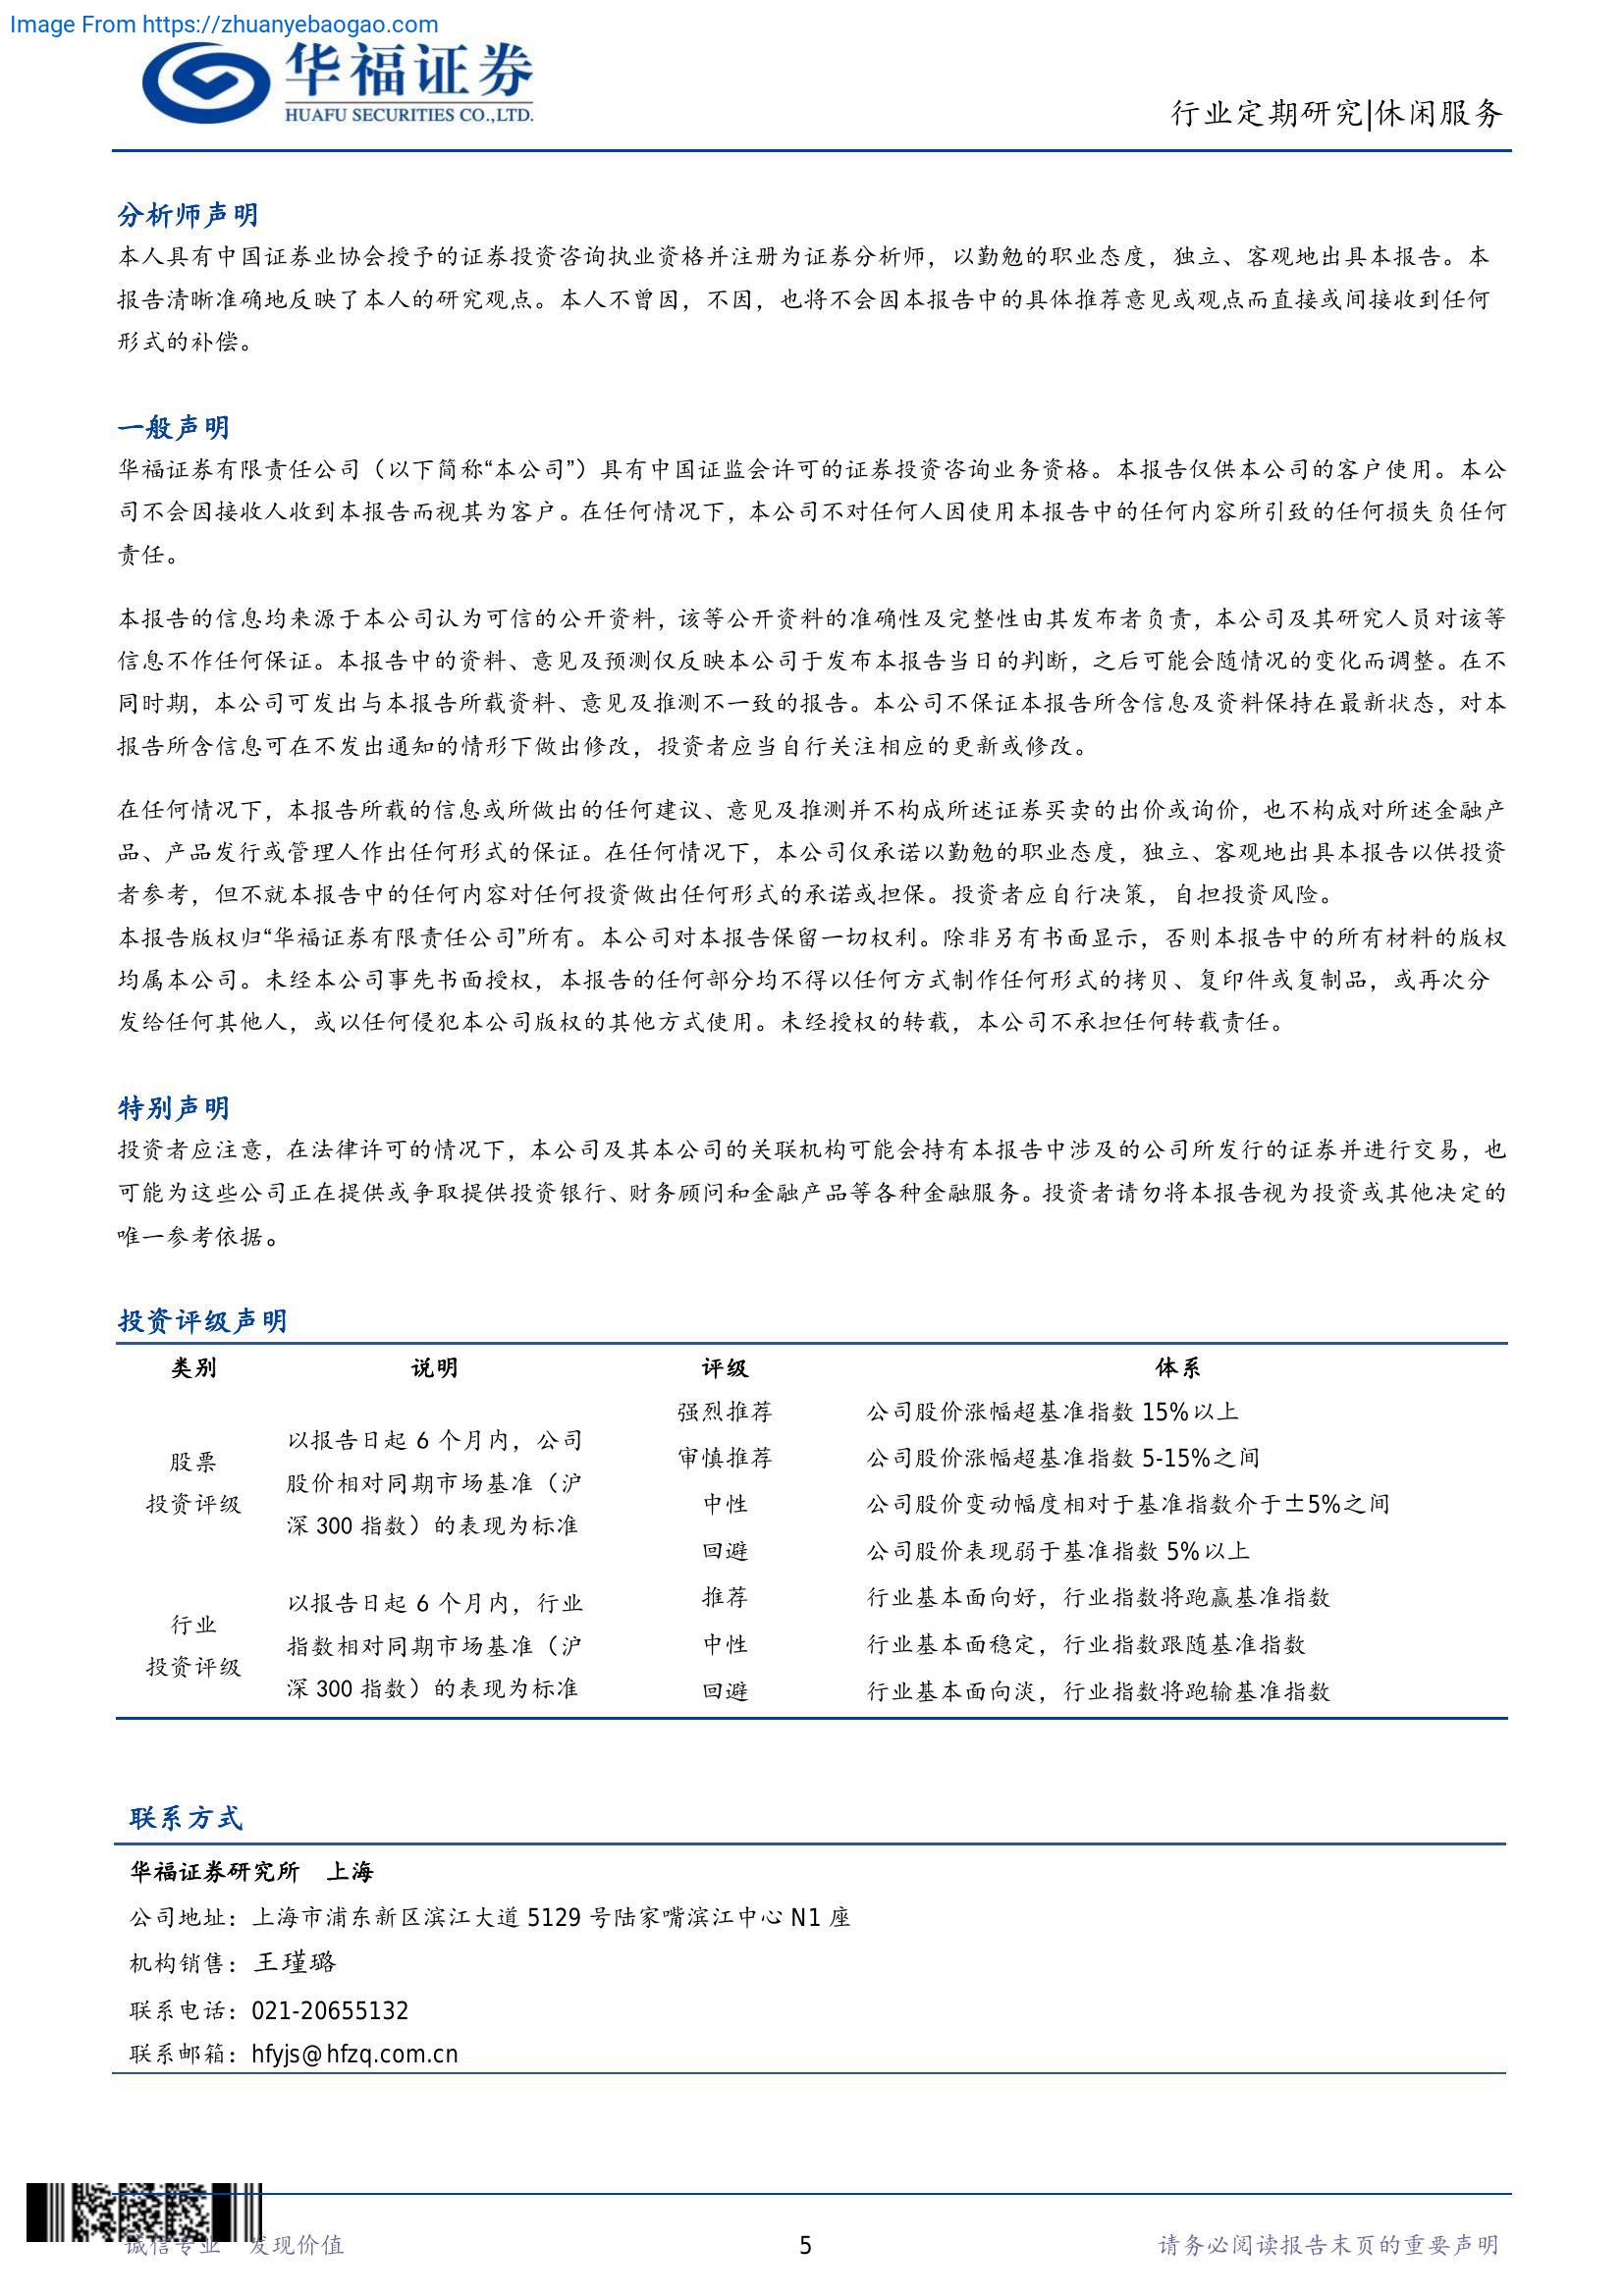 Image From https://zhuanyebaogao.com
华福证券
HUAFU SECURITIES CO.,LTD.
行业定期研究|休闲服务
分析师声明
本人具有中国证券业协会授予的证券投资咨询执业资格并注册为证券分析师，以勤勉的职业态度，独立、客观地出具本报告。本
报告清晰准确地反映了本人的研究观点。本人不曾因，不因，也将不会因本报告中的具体推荐意见或观点而直接或间接收到任何
形式的补偿。
一般声明
华福证券有限责任公司（以下简称“本公司”）具有中国证监会许可的证券投资咨询业务资格。本报告仅供本公司的客户使用。本公
司不会因接收人收到本报告而视其为客户。在任何情况下，本公司不对任何人因使用本报告中的任何内容所引致的任何损失负任何
责任。
本报告的信息均来源于本公司认为可信的公开资料，该等公开资料的准确性及完整性由其发布者负责，本公司及其研究人员对该等
信息不作任何保证。本报告中的资料、意见及预测仅反映本公司于发布本报告当日的判断，之后可能会随情况的变化而调整。在不
同时期，本公司可发出与本报告所载资料、意见及推测不一致的报告。本公司不保证本报告所含信息及资料保持在最新状态，对本
报告所含信息可在不发出通知的情形下做出修改，投资者应当自行关注相应的更新或修改。
在任何情况下，本报告所载的信息或所做出的任何建议、意见及推测并不构成所述证券买卖的出价或询价，也不构成对所述金融产
品、产品发行或管理人作出任何形式的保证。在任何情况下，本公司仅承诺以勤勉的职业态度，独立、客观地出具本报告以供投资
者参考，但不就本报告中的任何内容对任何投资做出任何形式的承诺或担保。投资者应自行决策，自担投资风险。
本报告版权归“华福证券有限责任公司”所有。本公司对本报告保留一切权利。除非另有书面显示，否则本报告中的所有材料的版权
均属本公司。未经本公司事先书面授权，本报告的任何部分均不得以任何方式制作任何形式的拷贝、复印件或复制品，或再次分
发给任何其他人，或以任何侵犯本公司版权的其他方式使用。未经授权的转载，本公司不承担任何转载责任。
特别声明
投资者应注意，在法律许可的情况下，本公司及其本公司的关联机构可能会持有本报告中涉及的公司所发行的证券并进行交易，也
可能为这些公司正在提供或争取提供投资银行、财务顾问和金融产品等各种金融服务。投资者请勿将本报告视为投资或其他决定的
唯一参考依据。
投资评级声明
类别 说明 评级 体系
股票
投资评级
以报告日起 6 个月内，公司
股价相对同期市场基准（沪
深 300 指数）的表现为标准
强烈推荐 公司股价涨幅超基准指数 15%以上
审慎推荐 公司股价涨幅超基准指数 5-15%之间
中性 公司股价变动幅度相对于基准指数介于±5%之间
回避 公司股价表现弱于基准指数 5%以上
行业
投资评级
以报告日起 6 个月内，行业
指数相对同期市场基准（沪
深 300 指数）的表现为标准
推荐 行业基本面向好，行业指数将跑赢基准指数
中性 行业基本面稳定，行业指数跟随基准指数
回避 行业基本面向淡，行业指数将跑输基准指数
联系方式
华福证券研究所 上海
公司地址：上海市浦东新区滨江大道 5129 号陆家嘴滨江中心 N1 座
机构销售：王瑾璐
联系电话：021-20655132
联系邮箱：hfyjs@hfzq.com.cn
诚信专业 发现价值
5
请务必阅读报告末页的重要声明